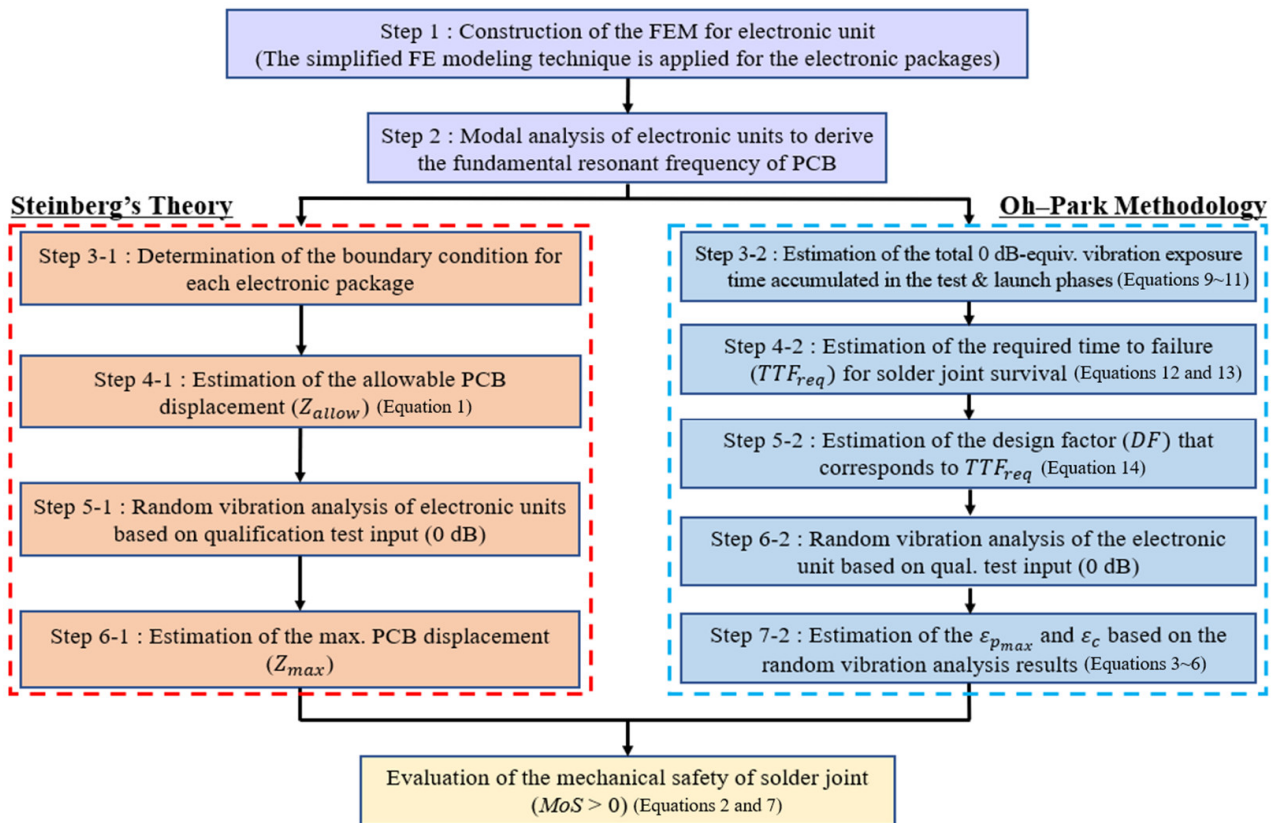 Step 1 : Construction of the FEM for electronic unit
(The simplified FE modeling technique is applied for the electronic packages)
Step 2 : Modal analysis of electronic units to derive
the fundamental resonant frequency of PCB
Steinberg's Theory
Step 3-1 : Determination of the boundary condition for
each electronic package
Step 4-1 : Estimation of the allowable PCB
displacement (Z_allow) (Equation 1)
Step 5-1 : Random vibration analysis of electronic units
based on qualification test input (0 dB)
Step 6-1 : Estimation of the max. PCB displacement
(Z_max)
Oh–Park Methodology
Step 3-2 : Estimation of the total 0 dB-equiv. vibration exposure
time accumulated in the test & launch phases (Equations 9~11)
Step 4-2 : Estimation of the required time to failure
(TTF_req) for solder joint survival (Equations 12 and 13)
Step 5-2 : Estimation of the design factor (DF) that
corresponds to TTF_req (Equation 14)
Step 6-2 : Random vibration analysis of the electronic
unit based on qual. test input (0 dB)
Step 7-2 : Estimation of the ε_p_max and ε_c based on the
random vibration analysis results (Equations 3~6)
Evaluation of the mechanical safety of solder joint
(MoS > 0) (Equations 2 and 7)